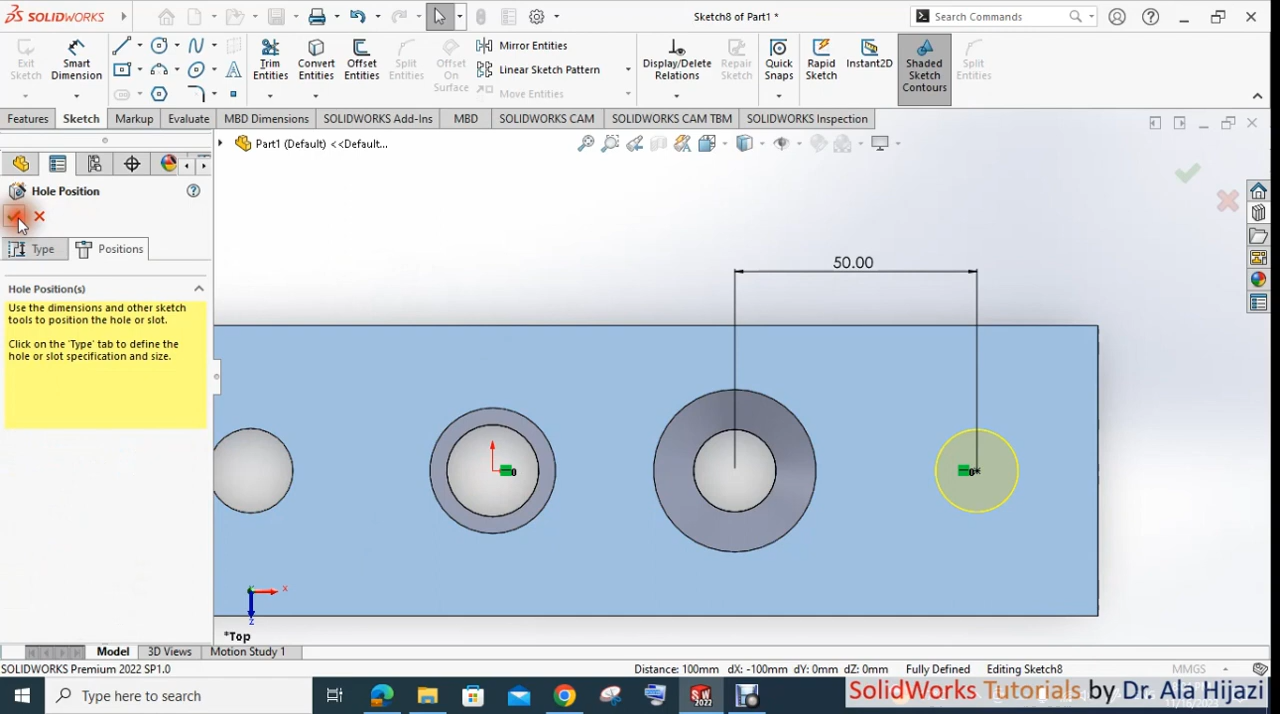 SOLIDWORKS
Sketch8 of Part1 *
Search Commands
Exit Sketch
Smart Dimension
Trim Entities
Convert Entities
Offset Entities
Split Entities
Offset On Surface
Mirror Entities
Linear Sketch Pattern
Move Entities
Display/Delete Relations
Repair Sketch
Quick Snaps
Rapid Sketch
Instant2D
Shaded Sketch Contours
Split Entities
Features
Sketch
Markup
Evaluate
MBD Dimensions
SOLIDWORKS Add-Ins
MBD
SOLIDWORKS CAM
SOLIDWORKS CAM TBM
SOLIDWORKS Inspection
Part1 (Default) <<Default...
Hole Position
Type
Positions
Hole Position(s)
Use the dimensions and other sketch
tools to position the hole or slot.
Click on the 'Type' tab to define the
hole or slot specification and size.
50.00
0
0
x
z
*Top
Model
3D Views
Motion Study 1
SOLIDWORKS Premium 2022 SP1.0
Distance: 100mm dX: -100mm dY: 0mm dZ: 0mm
Fully Defined
Editing Sketch8
MMGS
Type here to search
SW
2022
SolidWorks Tutorials by Dr. Ala Hijazi